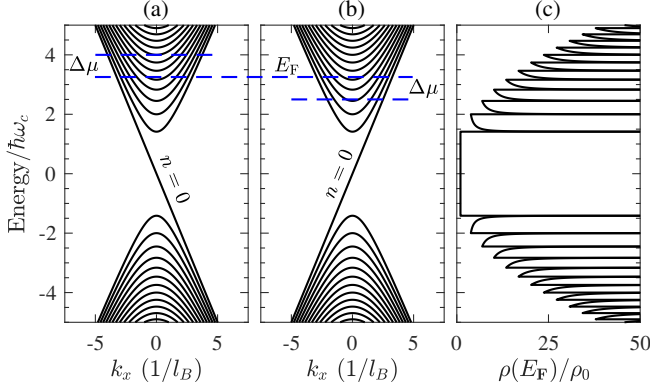 (a) (b) (c)
Energy/ℏω_c
4
2
0
-2
-4
Δμ
E_F
Δμ
n = 0
n = 0
-5 0 5
-5 0 5
0 25 50
k_x (1/l_B)
k_x (1/l_B)
ρ(E_F)/ρ_0